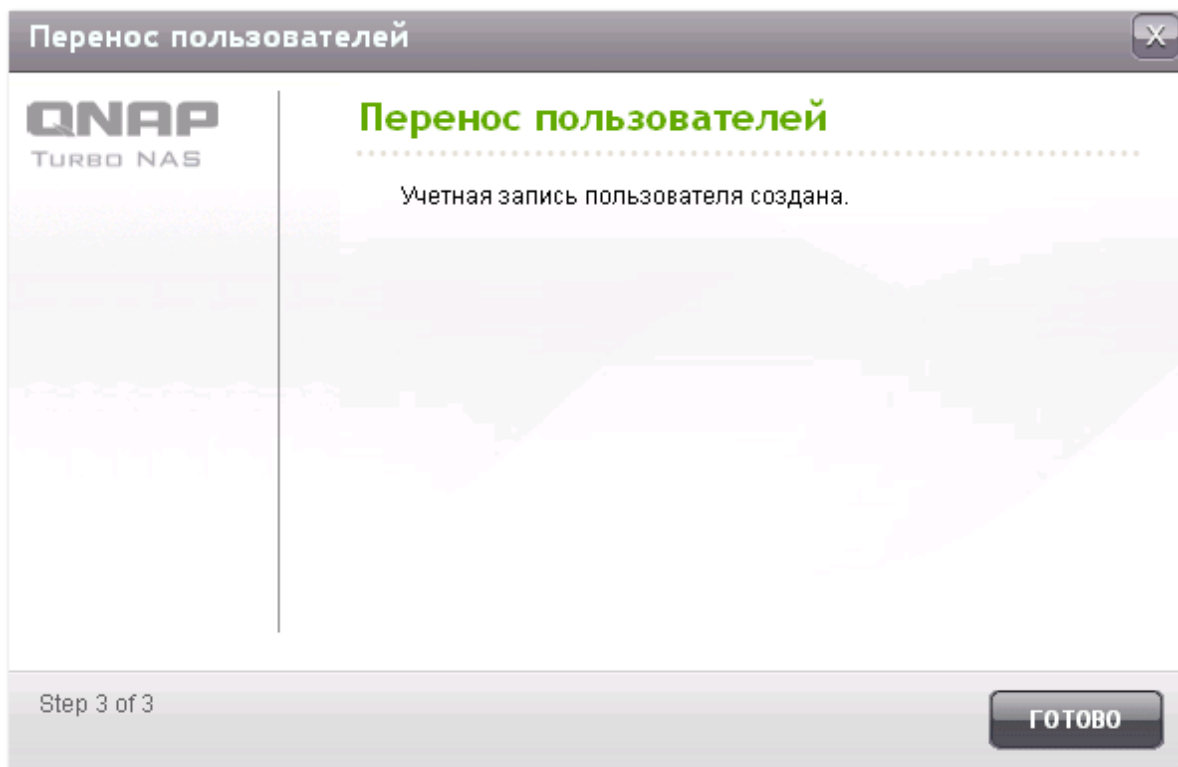 Перенос пользователей
X
QNAP
TURBO NAS
Перенос пользователей
Учетная запись пользователя создана.
Step 3 of 3
ГОТОВО